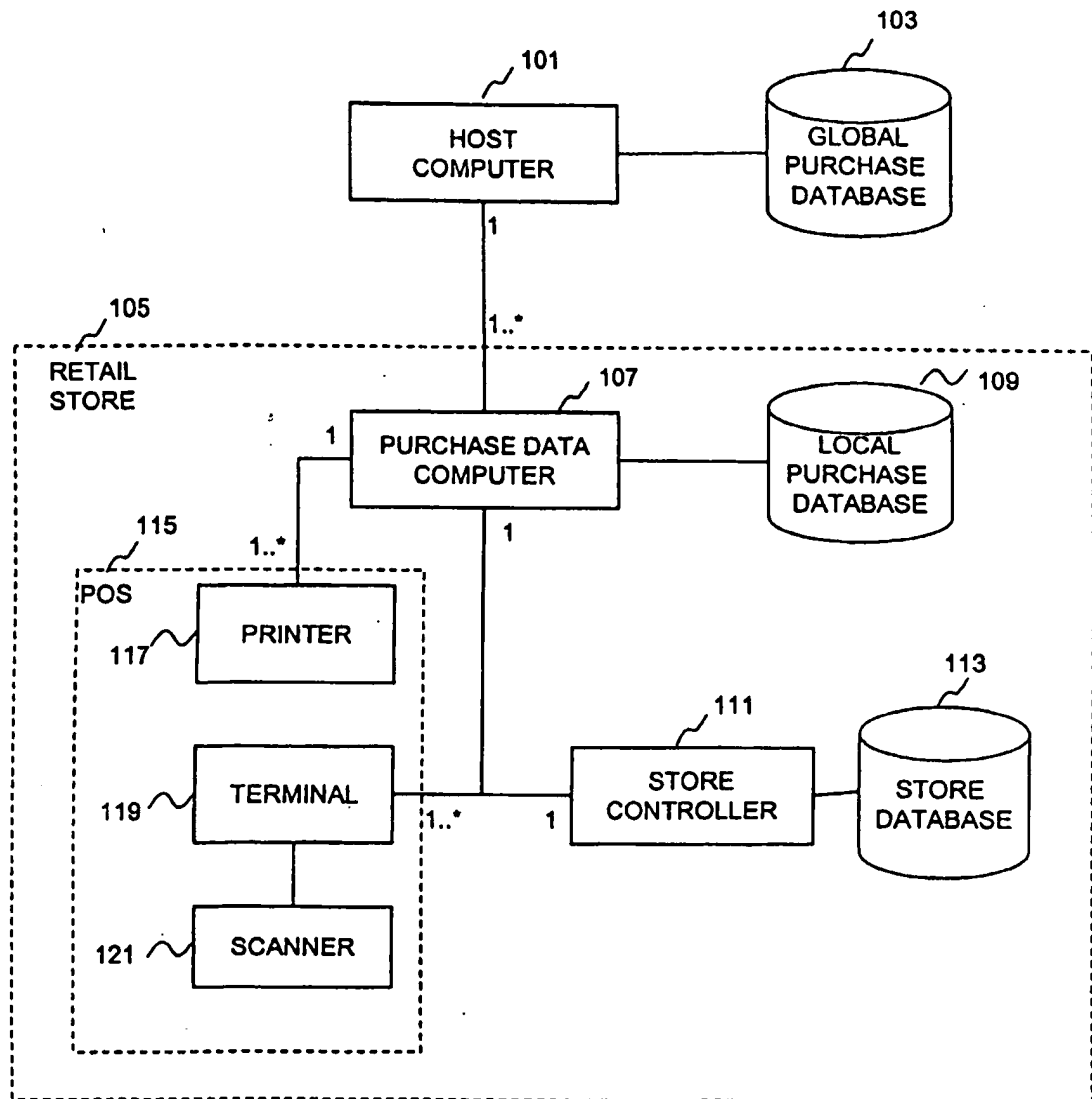 103
101
HOST
COMPUTER
GLOBAL
PURCHASE
DATABASE
1
105
1..*
RETAIL
STORE
107
109
1
PURCHASE DATA
COMPUTER
LOCAL
PURCHASE
DATABASE
115
1..*
1
POS
PRINTER
117
113
111
TERMINAL
119
1..*
1
STORE
CONTROLLER
STORE
DATABASE
SCANNER
121